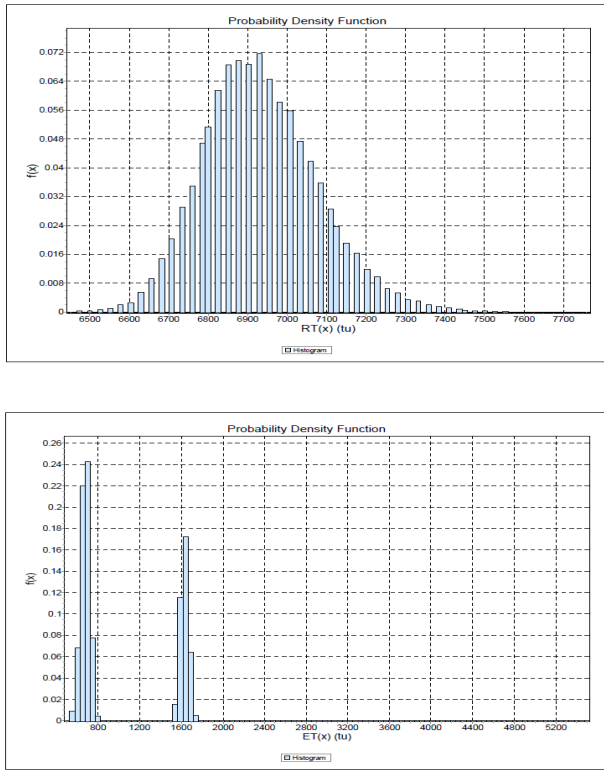 Probability Density Function
0.072
0.064
0.056
0.048
0.04
0.032
0.024
0.016
0.008
0
f(x)
6500 6600 6700 6800 6900 7000 7100 7200 7300 7400 7500 7600 7700
RT(x) (tu)
Histogram
Probability Density Function
0.26
0.24
0.22
0.2
0.18
0.16
0.14
0.12
0.1
0.08
0.06
0.04
0.02
0
f(x)
800 1200 1600 2000 2400 2800 3200 3600 4000 4400 4800 5200
ET(x) (tu)
Histogram